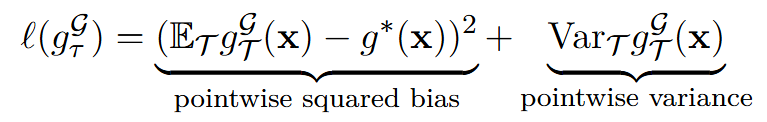 ℓ(g_τ^𝒢) = (𝔼_𝒯 g_𝒯^𝒢(𝐱) − g*(𝐱))² + Var_𝒯 g_𝒯^𝒢(𝐱)
pointwise squared bias pointwise variance